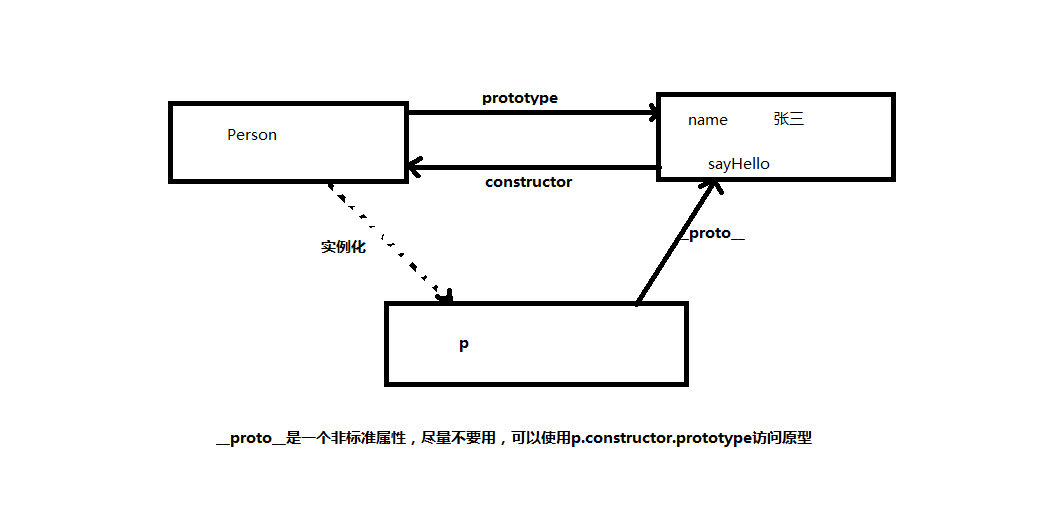 prototype
Person
name 张三
sayHello
constructor
实例化
__proto__
p
__proto__是一个非标准属性，尽量不要用，可以使用p.constructor.prototype访问原型